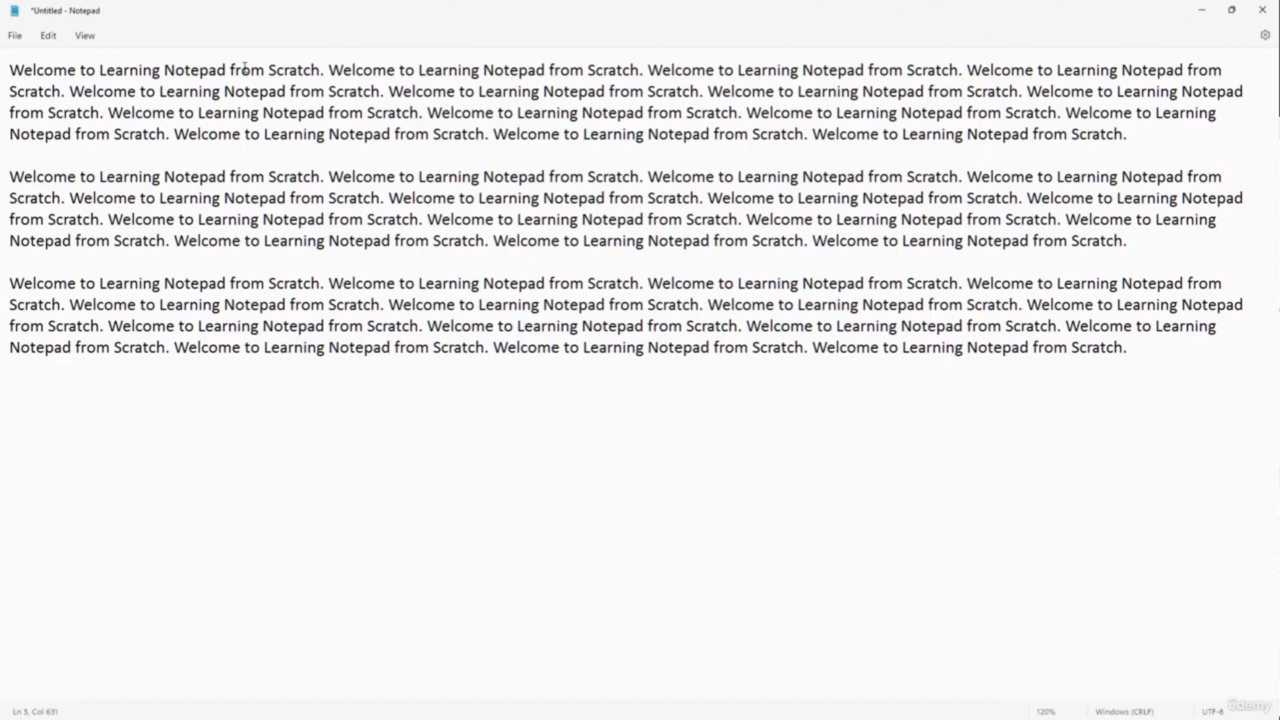 *Untitled - Notepad
File Edit View
Welcome to Learning Notepad from Scratch. Welcome to Learning Notepad from Scratch. Welcome to Learning Notepad from Scratch. Welcome to Learning Notepad from
Scratch. Welcome to Learning Notepad from Scratch. Welcome to Learning Notepad from Scratch. Welcome to Learning Notepad from Scratch. Welcome to Learning Notepad
from Scratch. Welcome to Learning Notepad from Scratch. Welcome to Learning Notepad from Scratch. Welcome to Learning Notepad from Scratch. Welcome to Learning
Notepad from Scratch. Welcome to Learning Notepad from Scratch. Welcome to Learning Notepad from Scratch. Welcome to Learning Notepad from Scratch.
Welcome to Learning Notepad from Scratch. Welcome to Learning Notepad from Scratch. Welcome to Learning Notepad from Scratch. Welcome to Learning Notepad from
Scratch. Welcome to Learning Notepad from Scratch. Welcome to Learning Notepad from Scratch. Welcome to Learning Notepad from Scratch. Welcome to Learning Notepad
from Scratch. Welcome to Learning Notepad from Scratch. Welcome to Learning Notepad from Scratch. Welcome to Learning Notepad from Scratch. Welcome to Learning
Notepad from Scratch. Welcome to Learning Notepad from Scratch. Welcome to Learning Notepad from Scratch. Welcome to Learning Notepad from Scratch.
Welcome to Learning Notepad from Scratch. Welcome to Learning Notepad from Scratch. Welcome to Learning Notepad from Scratch. Welcome to Learning Notepad from
Scratch. Welcome to Learning Notepad from Scratch. Welcome to Learning Notepad from Scratch. Welcome to Learning Notepad from Scratch. Welcome to Learning Notepad
from Scratch. Welcome to Learning Notepad from Scratch. Welcome to Learning Notepad from Scratch. Welcome to Learning Notepad from Scratch. Welcome to Learning
Notepad from Scratch. Welcome to Learning Notepad from Scratch. Welcome to Learning Notepad from Scratch. Welcome to Learning Notepad from Scratch.
Ln 5, Col 631 120% Windows (CRLF) UTF-8 ûdemy